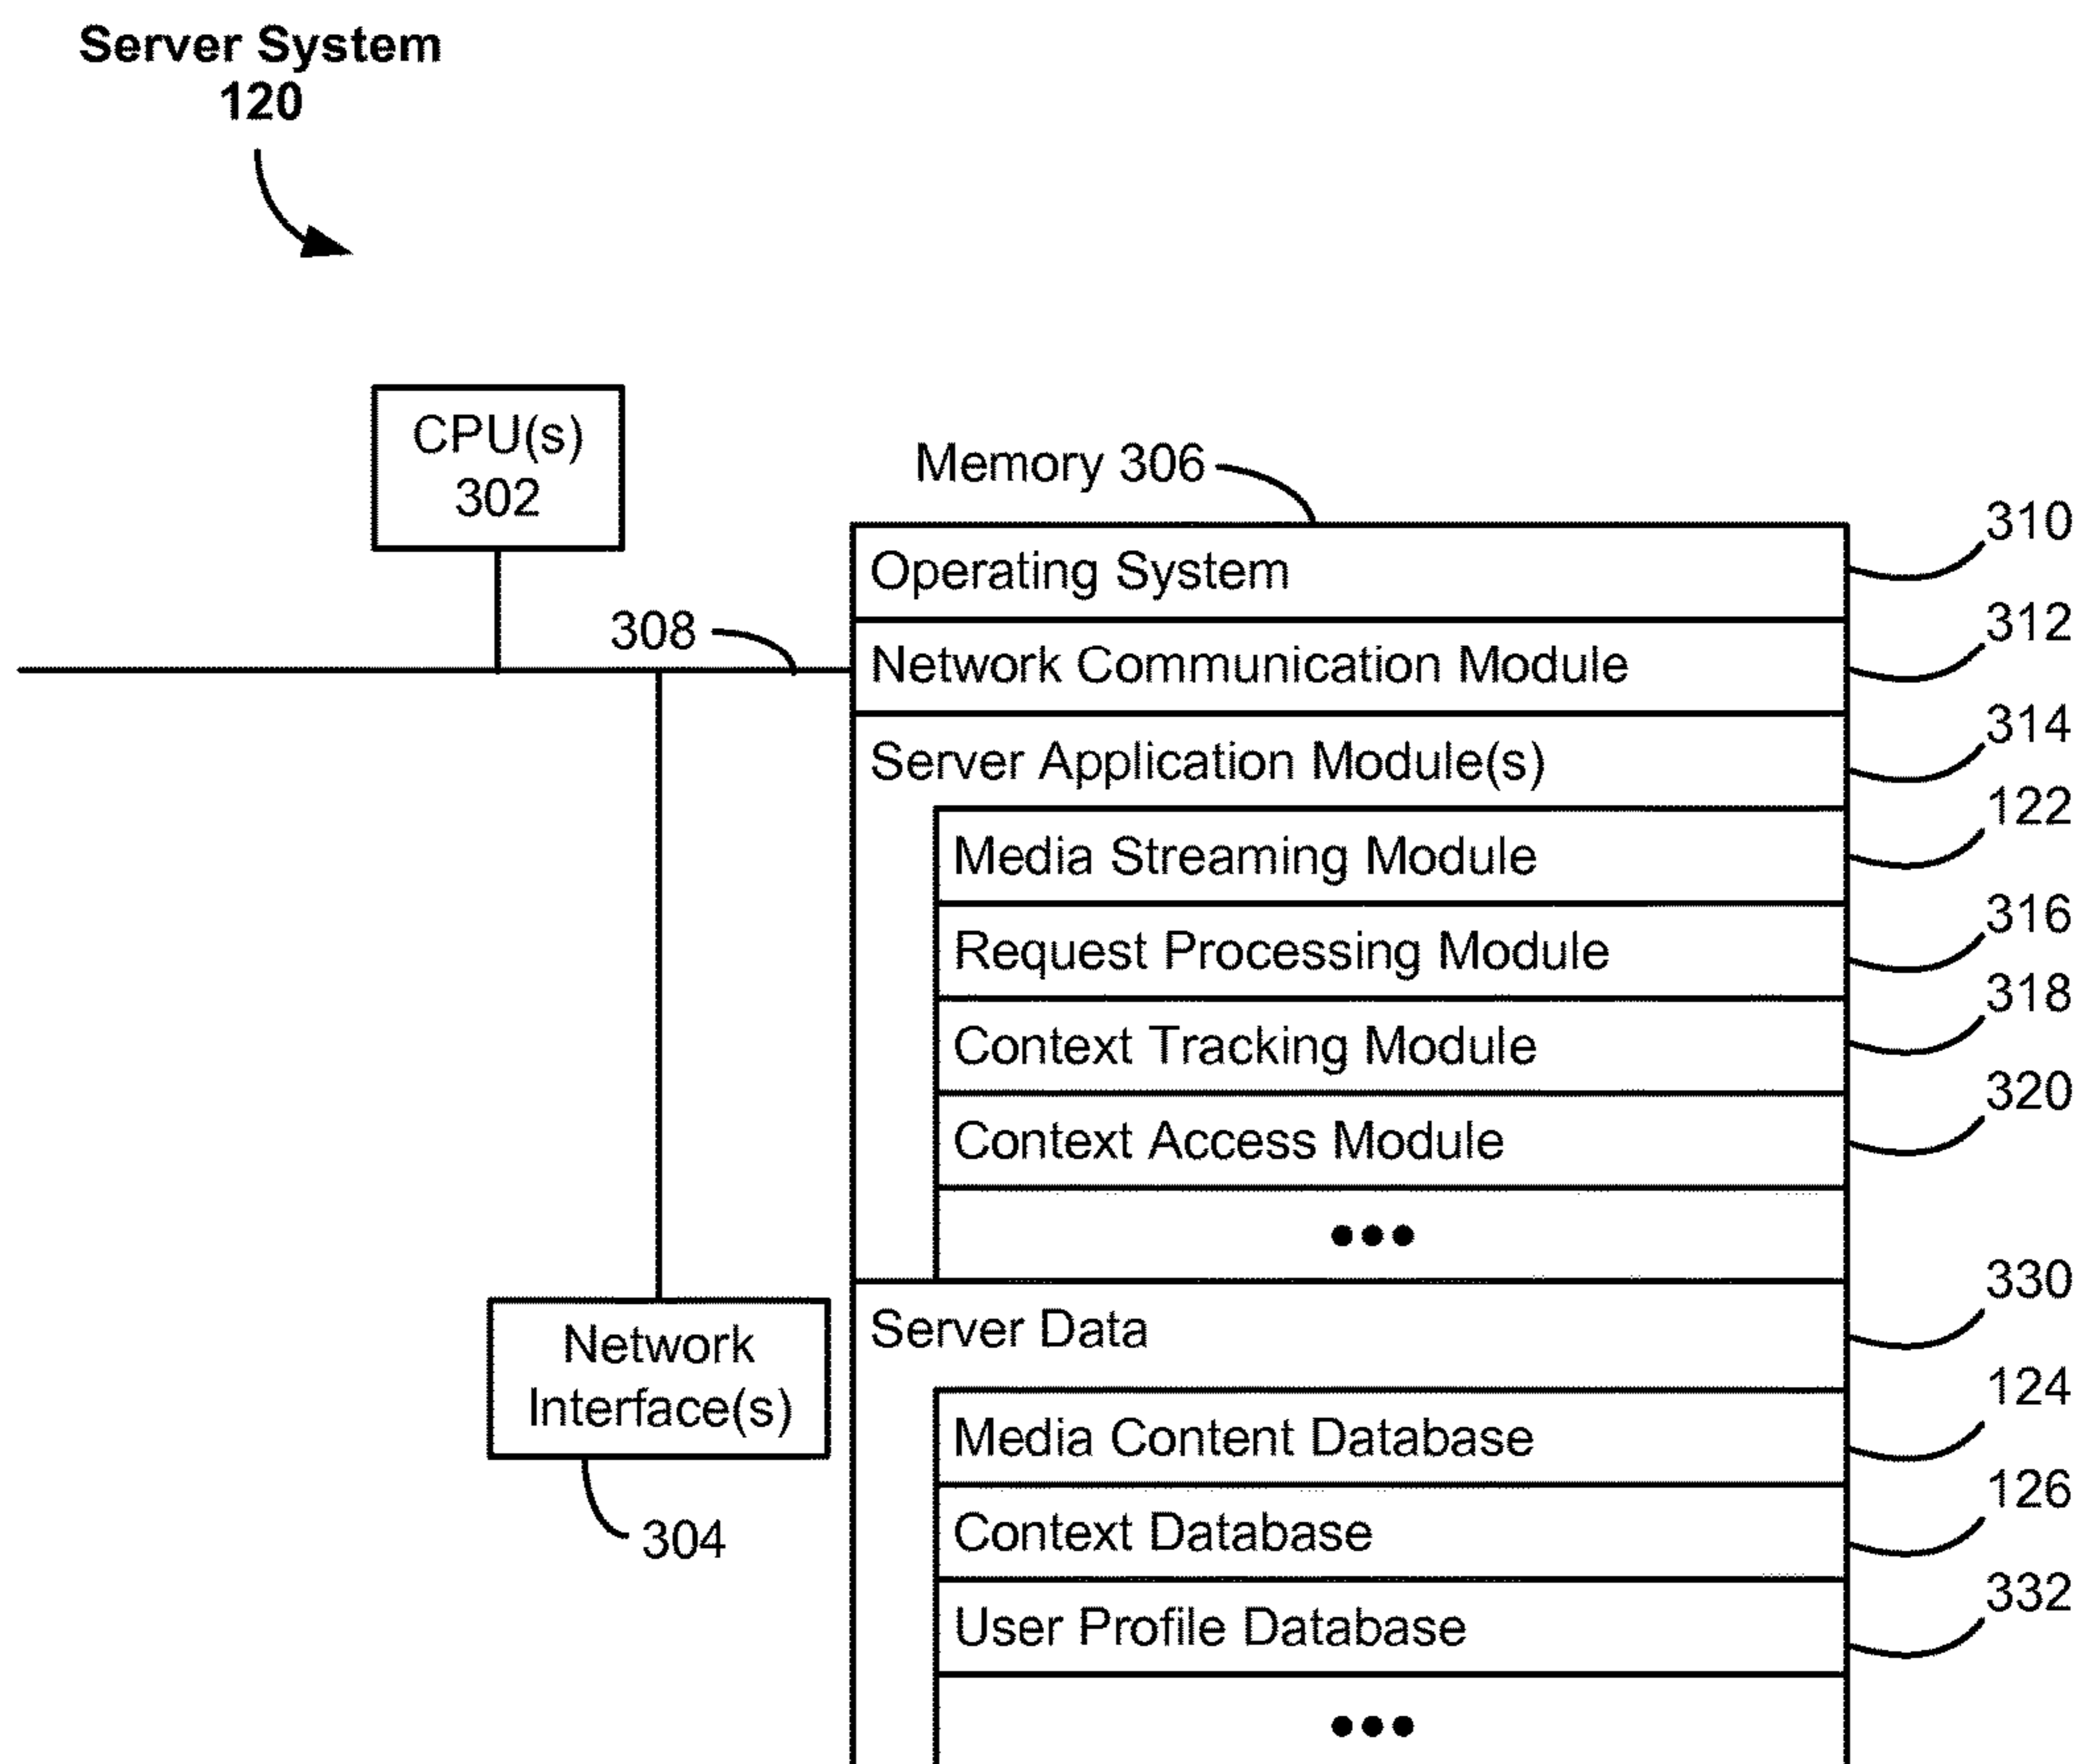 Server System
120
CPU(s)
302
Memory 306
308
Operating System
310
Network Communication Module
312
Server Application Module(s)
314
Media Streaming Module
122
Request Processing Module
316
Context Tracking Module
318
Context Access Module
320
•••
Server Data
330
Network
Interface(s)
304
Media Content Database
124
Context Database
126
User Profile Database
332
•••